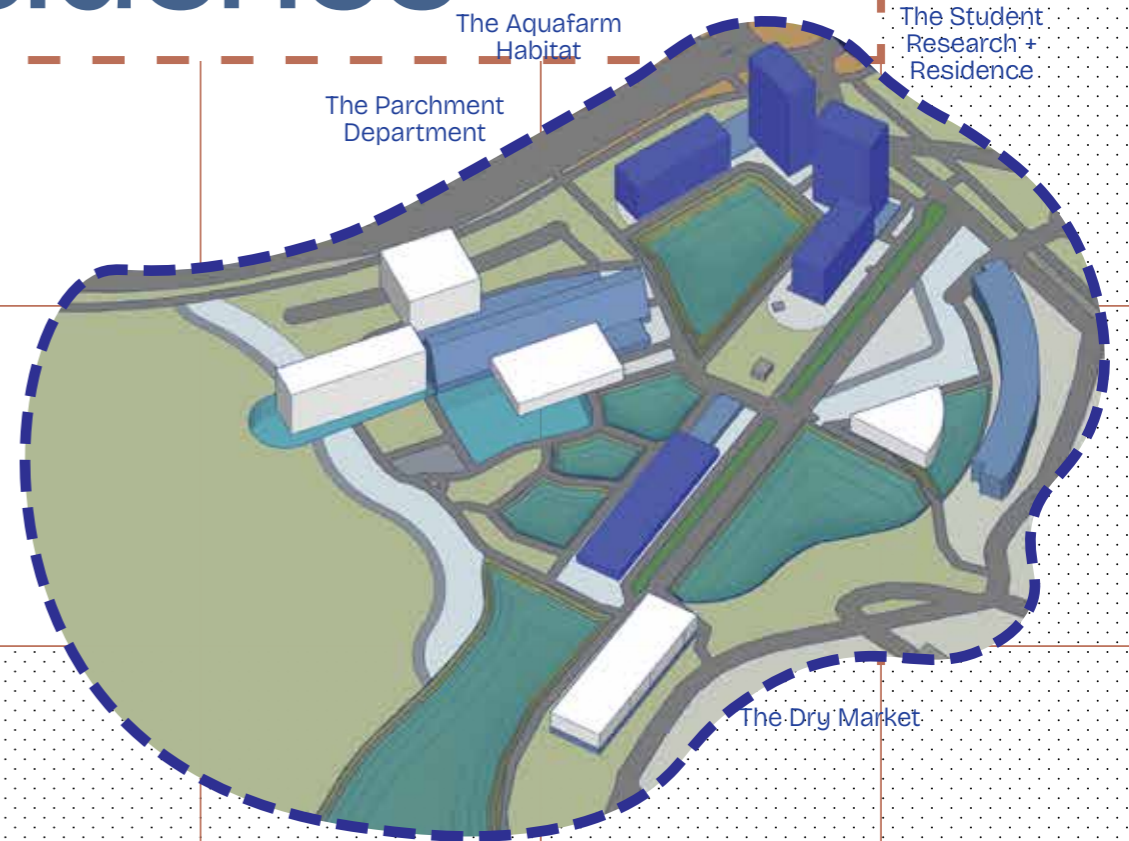 The Aquafarm
Habitat
The Student
Research +
Residence
The Parchment
Department
The Dry Market